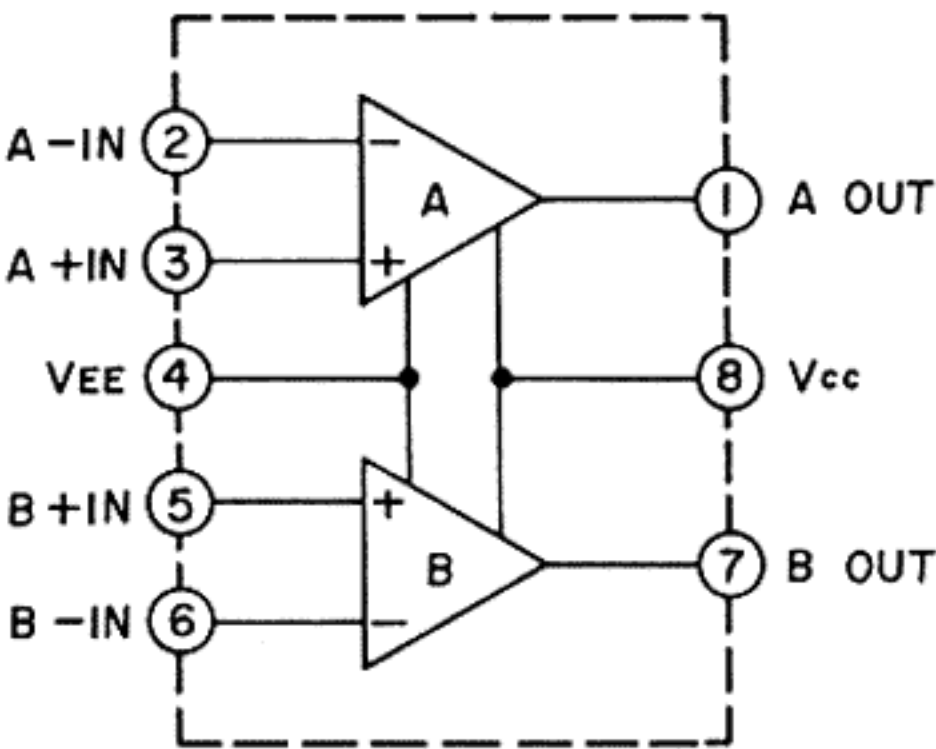 A -IN 2
- A 1 A OUT
A +IN 3 +
VEE 4 8 Vcc
B +IN 5 +
B 7 B OUT
B -IN 6 -